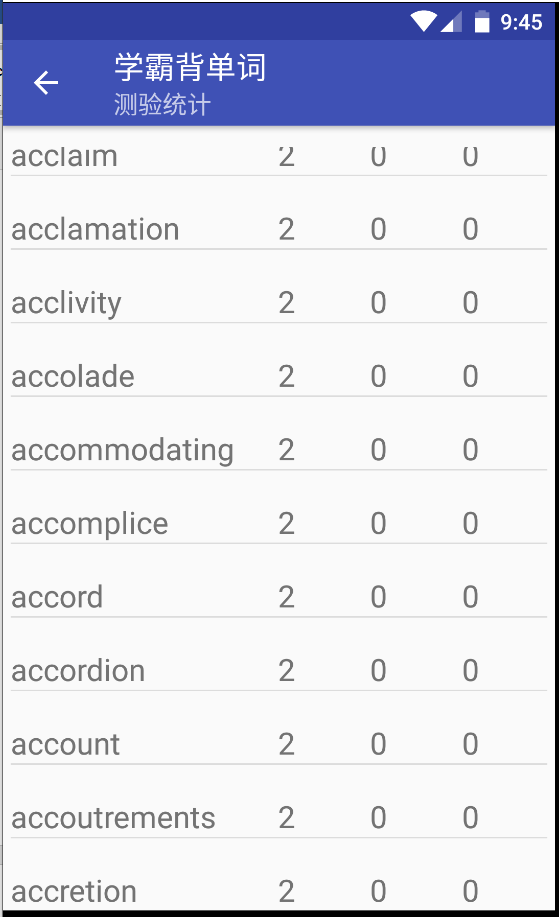 9:45
学霸背单词
测验统计
acclaim 2 0 0
acclamation 2 0 0
acclivity 2 0 0
accolade 2 0 0
accommodating 2 0 0
accomplice 2 0 0
accord 2 0 0
accordion 2 0 0
account 2 0 0
accoutrements 2 0 0
accretion 2 0 0